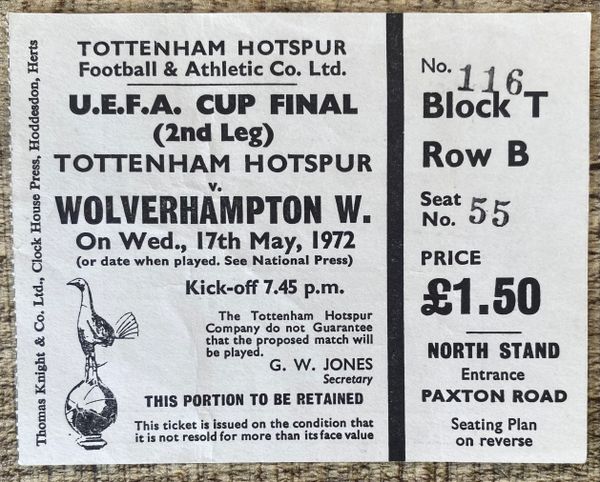 Thomas Knight & Co. Ltd., Clock House Press, Hoddesdon, Herts
TOTTENHAM HOTSPUR
Football & Athletic Co. Ltd.
U.E.F.A. CUP FINAL
(2nd Leg)
TOTTENHAM HOTSPUR
v.
WOLVERHAMPTON W.
On Wed., 17th May, 1972
(or date when played. See National Press)
Kick-off 7.45 p.m.
The Tottenham Hotspur
Company do not Guarantee
that the proposed match will
be played.
G. W. JONES
Secretary
THIS PORTION TO BE RETAINED
This ticket is issued on the condition that
it is not resold for more than its face value
No. 116
Block T
Row B
Seat
No. 55
PRICE
£1.50
NORTH STAND
Entrance
PAXTON ROAD
Seating Plan
on reverse